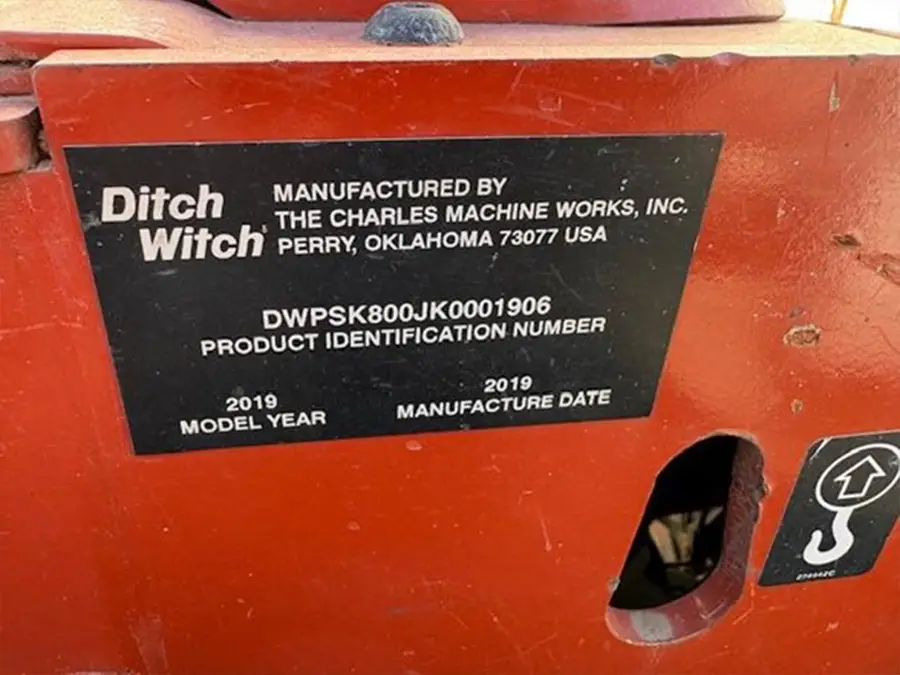 Ditch
Witch
MANUFACTURED BY
THE CHARLES MACHINE WORKS, INC.
PERRY, OKLAHOMA 73077 USA
DWPSK800JK0001906
PRODUCT IDENTIFICATION NUMBER
2019
MODEL YEAR
2019
MANUFACTURE DATE